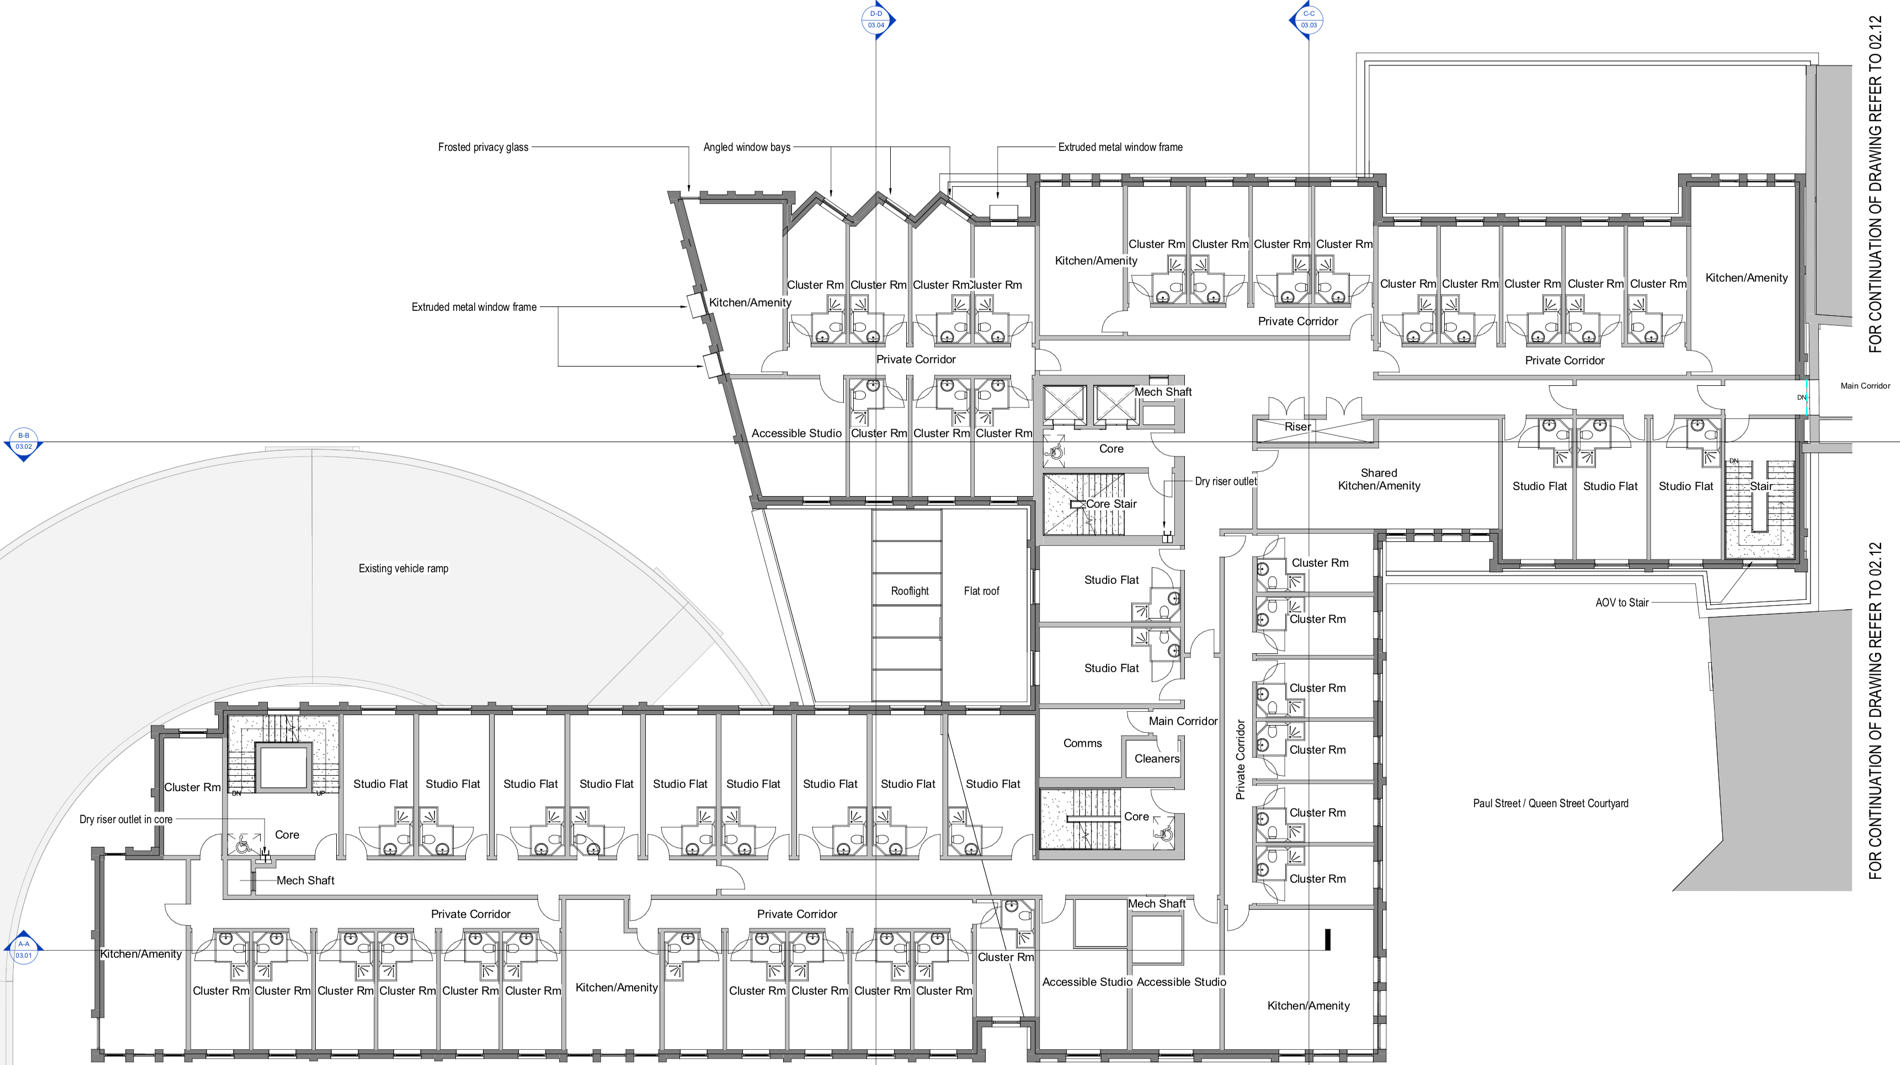 D-D
03.04
C-C
03.03
FOR CONTINUATION OF DRAWING REFER TO 02.12
Frosted privacy glass
Angled window bays
Extruded metal window frame
Cluster Rm
Cluster Rm
Cluster Rm
Cluster Rm
Kitchen/Amenity
Kitchen/Amenity
Cluster Rm
Cluster Rm
Cluster Rm
Cluster Rm
Cluster Rm
Cluster Rm
Cluster Rm
Cluster Rm
Cluster Rm
Kitchen/Amenity
Extruded metal window frame
Private Corridor
Private Corridor
Private Corridor
Main Corridor
Mech Shaft
DN
Riser
Accessible Studio
Cluster Rm
Cluster Rm
Cluster Rm
B-B
03.02
Core
Shared
Kitchen/Amenity
DN
Dry riser outlet
Studio Flat
Studio Flat
Studio Flat
Stair
Core Stair
Existing vehicle ramp
Rooflight
Flat roof
Studio Flat
Cluster Rm
AOV to Stair
Cluster Rm
FOR CONTINUATION OF DRAWING REFER TO 02.12
Studio Flat
Cluster Rm
Main Corridor
Comms
Cleaners
Private Corridor
Cluster Rm
Cluster Rm
Studio Flat
Studio Flat
Studio Flat
Studio Flat
Studio Flat
Studio Flat
Studio Flat
Studio Flat
Studio Flat
DN
UP
Paul Street / Queen Street Courtyard
Dry riser outlet in core
Core
Core
Cluster Rm
Mech Shaft
Cluster Rm
Mech Shaft
Private Corridor
Private Corridor
A-A
03.01
Kitchen/Amenity
Cluster Rm
Cluster Rm
Cluster Rm
Cluster Rm
Cluster Rm
Cluster Rm
Cluster Rm
Kitchen/Amenity
Cluster Rm
Cluster Rm
Cluster Rm
Cluster Rm
Accessible Studio
Accessible Studio
Kitchen/Amenity